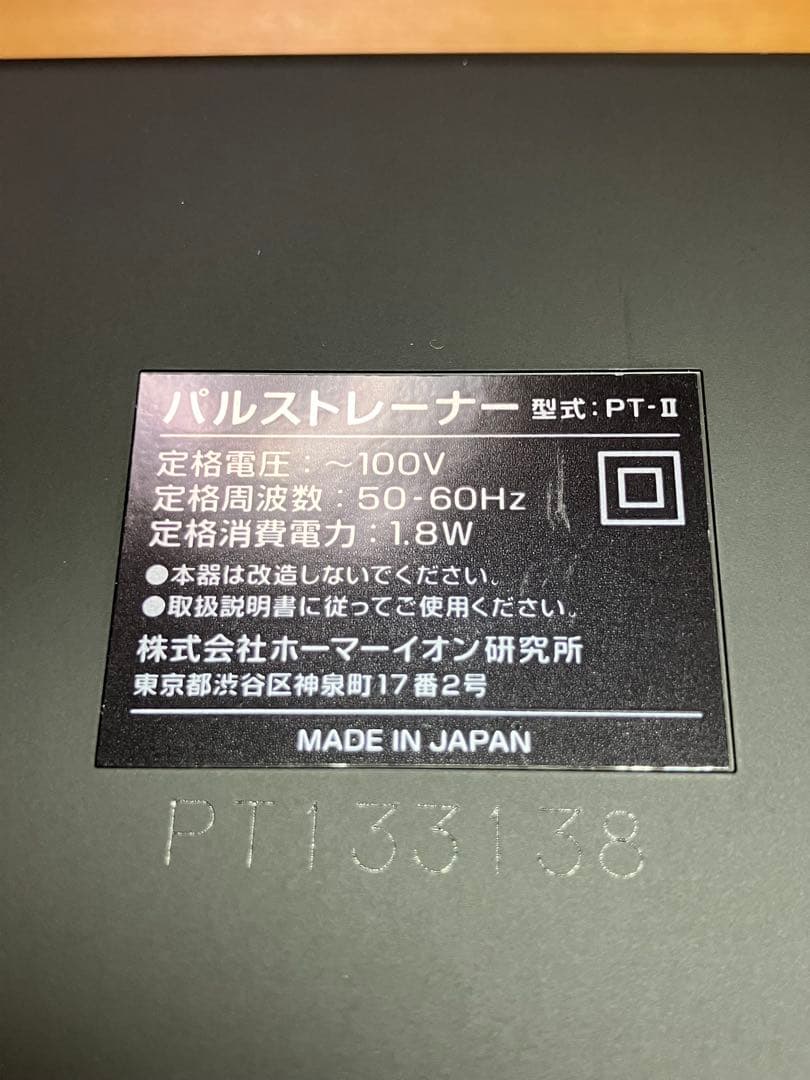 パルストレーナー 型式：PT-Ⅱ
定格電圧：～100V
定格周波数：50-60Hz
定格消費電力：1.8W
●本器は改造しないでください。
●取扱説明書に従ってご使用ください。
株式会社ホーマーイオン研究所
東京都渋谷区神泉町17番2号
MADE IN JAPAN
PT133138